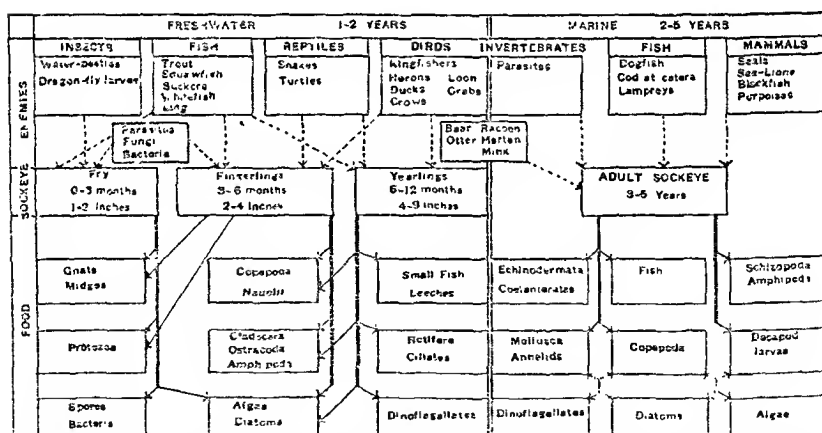 FRESHWATER 1-2 YEARS MARINE 2-5 YEARS
ENEMIES
INSECTS
Water-beetles
Dragon-fly larvae
FISH
Trout
Squawfish
Suckers
Whitefish
REPTILES
Snakes
Turtles
BIRDS
Kingfishers
Herons Loon
Ducks Grebs
Crows
INVERTEBRATES
Parasites
FISH
Dogfish
Cod et cetera
Lampreys
MAMMALS
Seals
Sea-Lions
Blackfish
Purpoises
Parasites
Fungi
Bacteria
Bear Racoon
Otter Marten
Mink
SOCKEYE
Fry
0-3 months
1-2 inches
Fingerlings
3-6 months
2-4 inches
Yearlings
6-12 months
4-9 inches
ADULT SOCKEYE
3-5 Years
FOOD
Gnats
Midges
Copepoda
Nauplii
Small Fish
Leeches
Echinodermata
Coelenterates
Fish
Schizopoda
Amphipods
Protozoa
Cladocera
Ostracoda
Amphipods
Rotifers
Ciliates
Mollusca
Annelids
Copepoda
Decapod
larvae
Spores
Bacteria
Algae
Diatoms
Dinoflagellates
Dinoflagellates
Diatoms
Algae